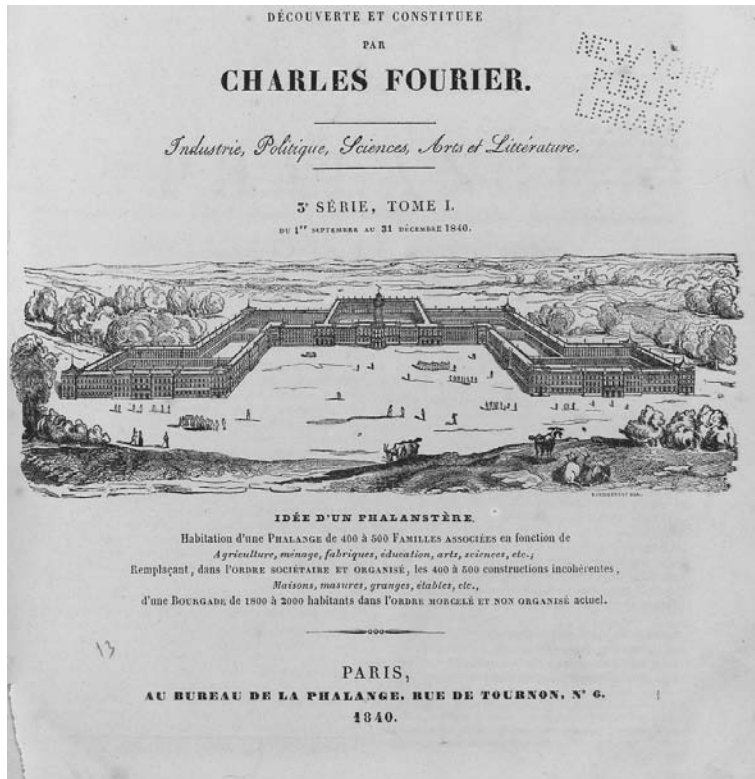 DÉCOUVERTE ET CONSTITUEE
PAR
CHARLES FOURIER.
NEW YORK
PUBLIC
LIBRARY
Industrie, Politique, Sciences, Arts et Littérature.
3e SÉRIE, TOME I.
DU 1er SEPTEMBRE AU 31 DÉCEMBRE 1840.
IDÉE D'UN PHALANSTÈRE,
Habitation d'une PHALANGE de 400 à 500 FAMILLES ASSOCIÉES en fonction de
Agriculture, ménage, fabriques, éducation, arts, sciences, etc.;
Remplaçant, dans l'ORDRE SOCIÉTAIRE ET ORGANISÉ, les 400 à 500 constructions incohérentes,
Maisons, masures, granges, étables, etc.,
d'une BOURGADE de 1800 à 2000 habitants dans l'ORDRE MORCELÉ ET NON ORGANISÉ actuel.
13
PARIS,
AU BUREAU DE LA PHALANGE, RUE DE TOURNON, N° 6.
1840.